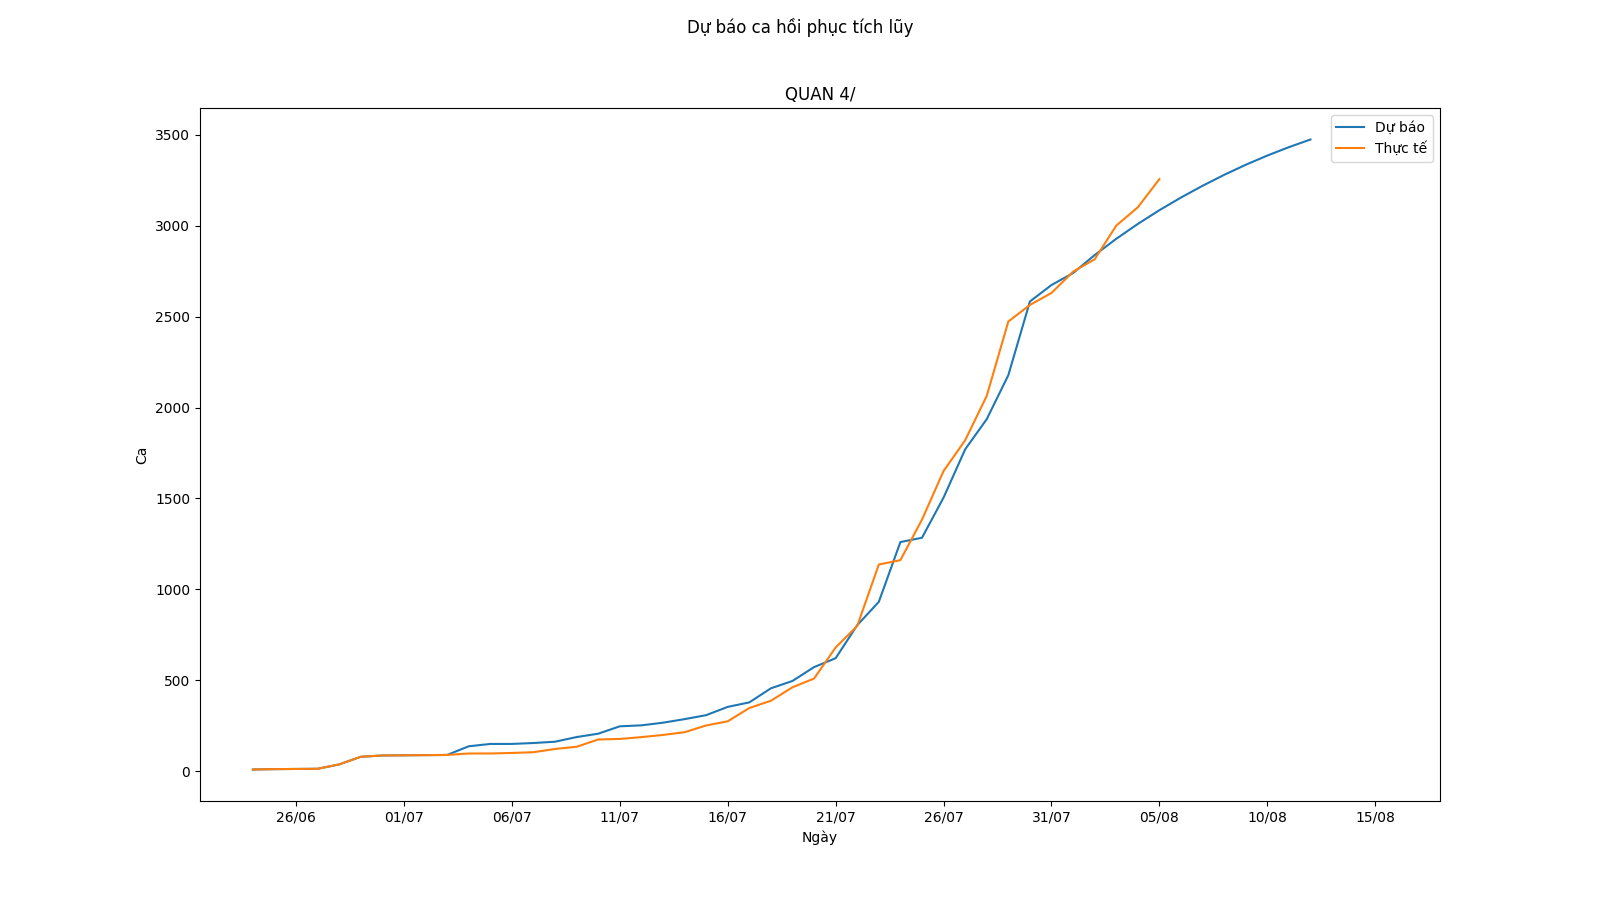 Dự báo ca hồi phục tích lũy
QUAN 4/
Dự báo
Thực tế
3500
3000
2500
2000
1500
1000
500
0
Ca
26/06 01/07 06/07 11/07 16/07 21/07 26/07 31/07 05/08 10/08 15/08
Ngày